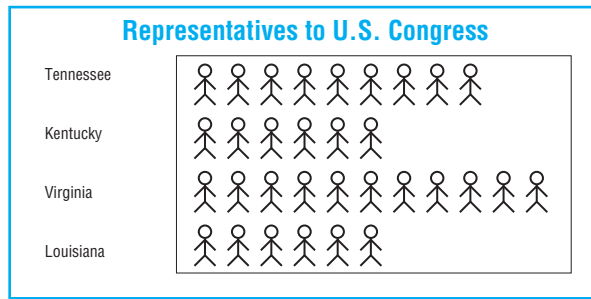 Representatives to U.S. Congress
Tennessee
Kentucky
Virginia
Louisiana